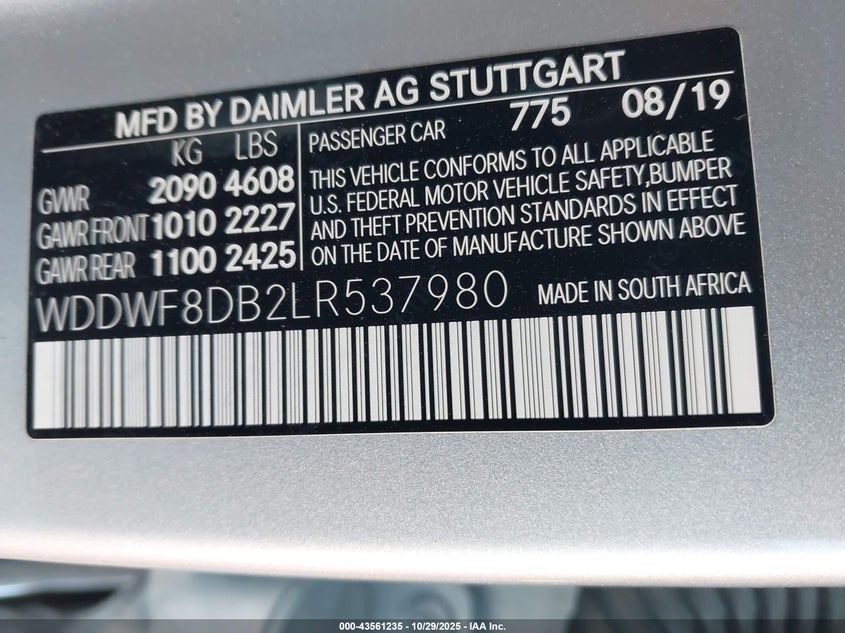 MFD BY DAIMLER AG STUTTGART
KG LBS
GVWR 2090 4608
GAWR FRONT 1010 2227
GAWR REAR 1100 2425
PASSENGER CAR 775 08/19
THIS VEHICLE CONFORMS TO ALL APPLICABLE
U.S. FEDERAL MOTOR VEHICLE SAFETY,BUMPER
AND THEFT PREVENTION STANDARDS IN EFFECT
ON THE DATE OF MANUFACTURE SHOWN ABOVE
WDDWF8DB2LR537980 MADE IN SOUTH AFRICA
000-43561235 | 10/29/2025 - IAA Inc.